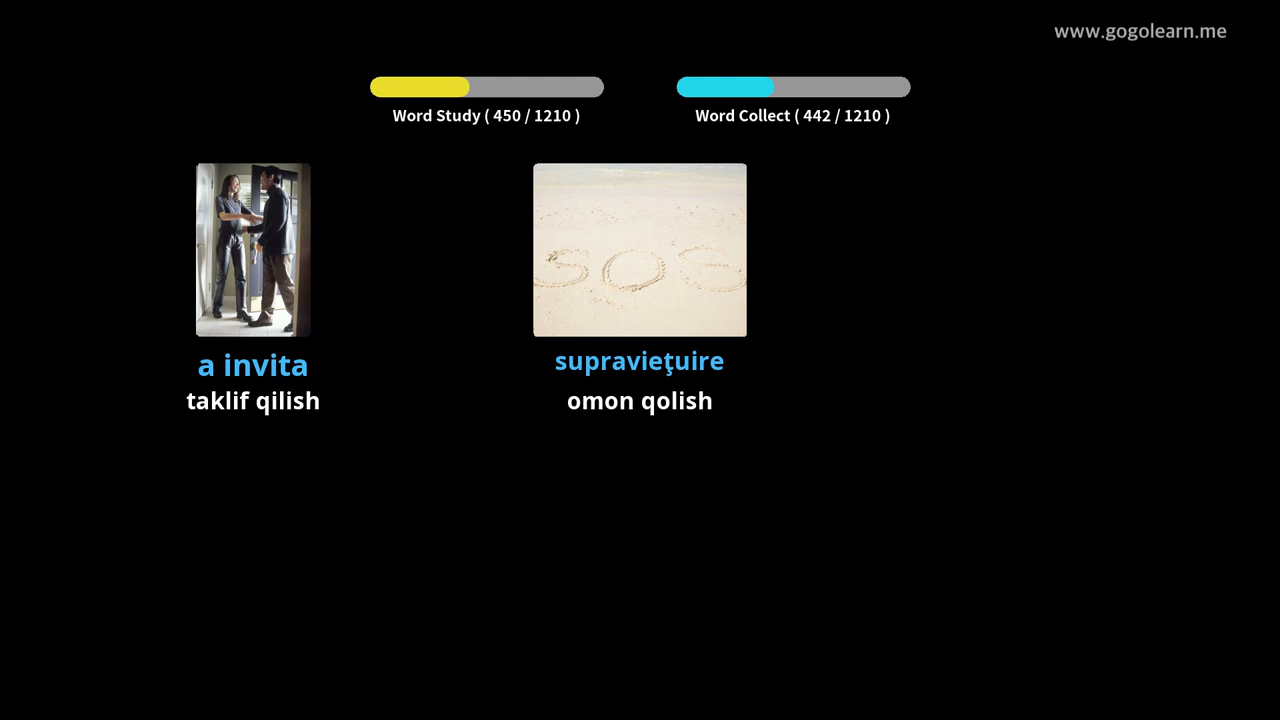 www.gogolearn.me
Word Study ( 450 / 1210 )
Word Collect ( 442 / 1210 )
SOS
a invita
taklif qilish
supravieţuire
omon qolish